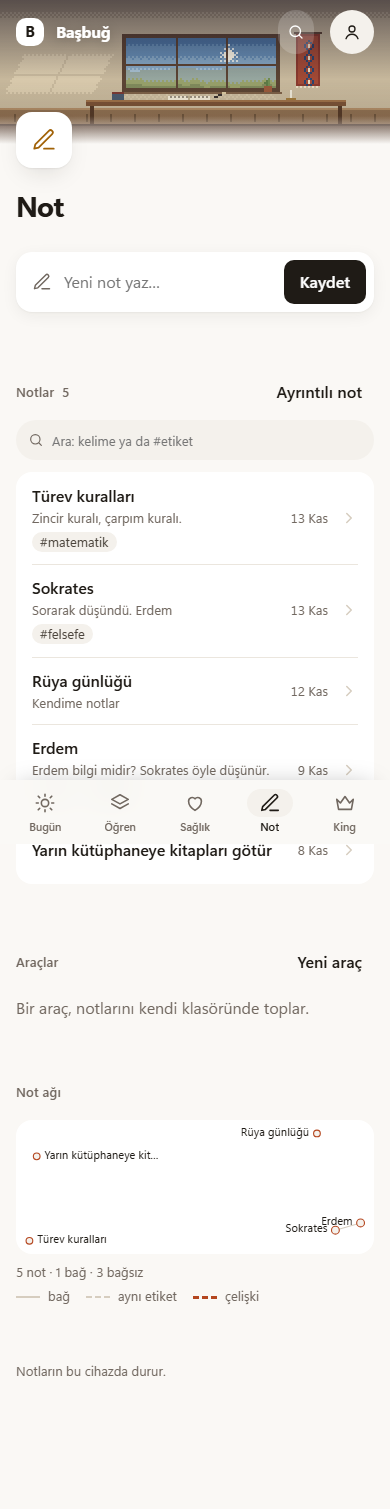 B Başbuğ
Not
Yeni not yaz...
Kaydet
Notlar 5
Ayrıntılı not
Ara: kelime ya da #etiket
Türev kuralları
Zincir kuralı, çarpım kuralı.
13 Kas
#matematik
Sokrates
Sorarak düşündü. Erdem
13 Kas
#felsefe
Rüya günlüğü
Kendime notlar
12 Kas
Erdem
Erdem bilgi midir? Sokrates öyle düşünür.
9 Kas
Bugün
Öğren
Sağlık
Not
King
Yarın kütüphaneye kitapları götür
8 Kas
Araçlar
Yeni araç
Bir araç, notlarını kendi klasöründe toplar.
Not ağı
Rüya günlüğü
Yarın kütüphaneye kit...
Erdem
Sokrates
Türev kuralları
5 not · 1 bağ · 3 bağsız
bağ
aynı etiket
çelişki
Notların bu cihazda durur.